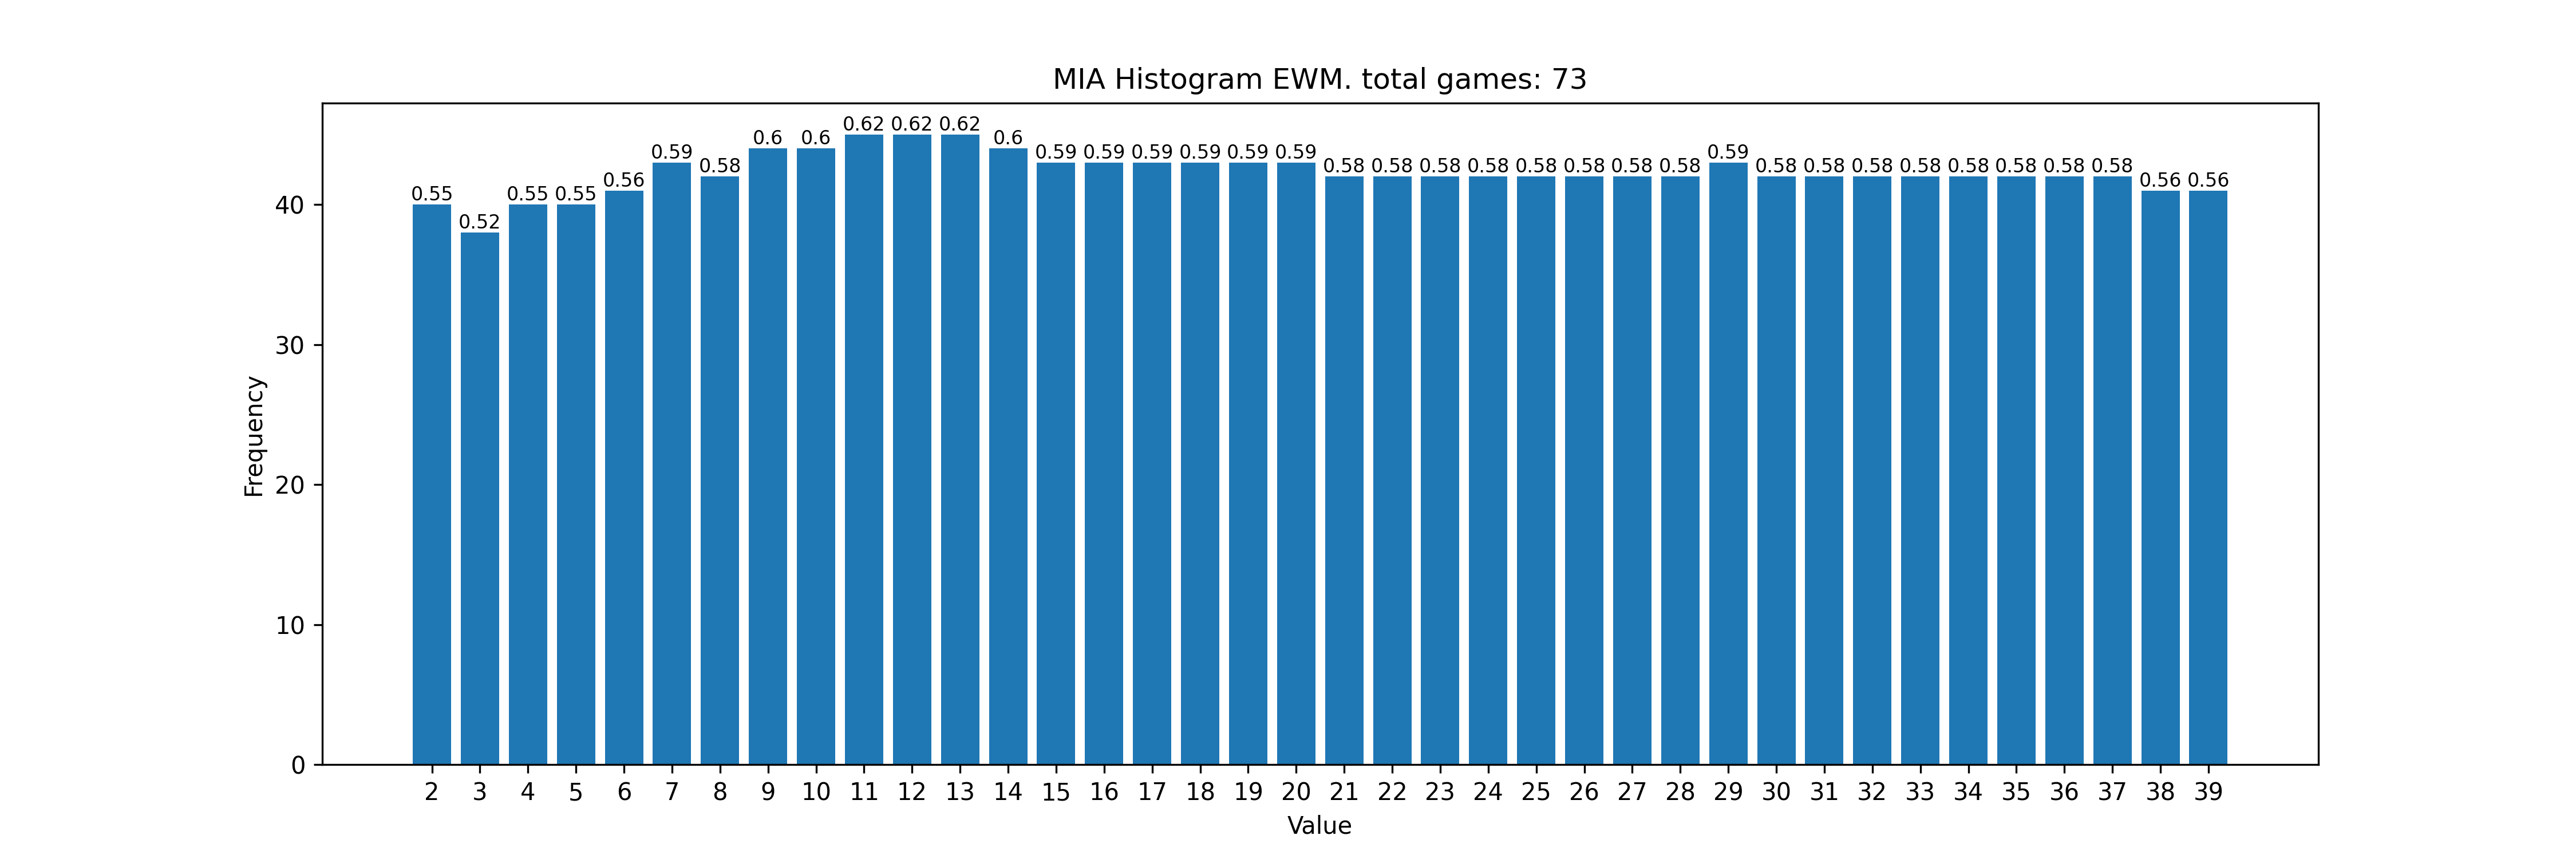 MIA Histogram EWM. total games: 73
0.55 0.52 0.55 0.55 0.56 0.59 0.58 0.6 0.6 0.62 0.62 0.62 0.6 0.59 0.59 0.59 0.59 0.59 0.59 0.58 0.58 0.58 0.58 0.58 0.58 0.58 0.58 0.59 0.58 0.58 0.58 0.58 0.58 0.58 0.58 0.58 0.56 0.56
40
30
20
10
0
Frequency
2 3 4 5 6 7 8 9 10 11 12 13 14 15 16 17 18 19 20 21 22 23 24 25 26 27 28 29 30 31 32 33 34 35 36 37 38 39
Value